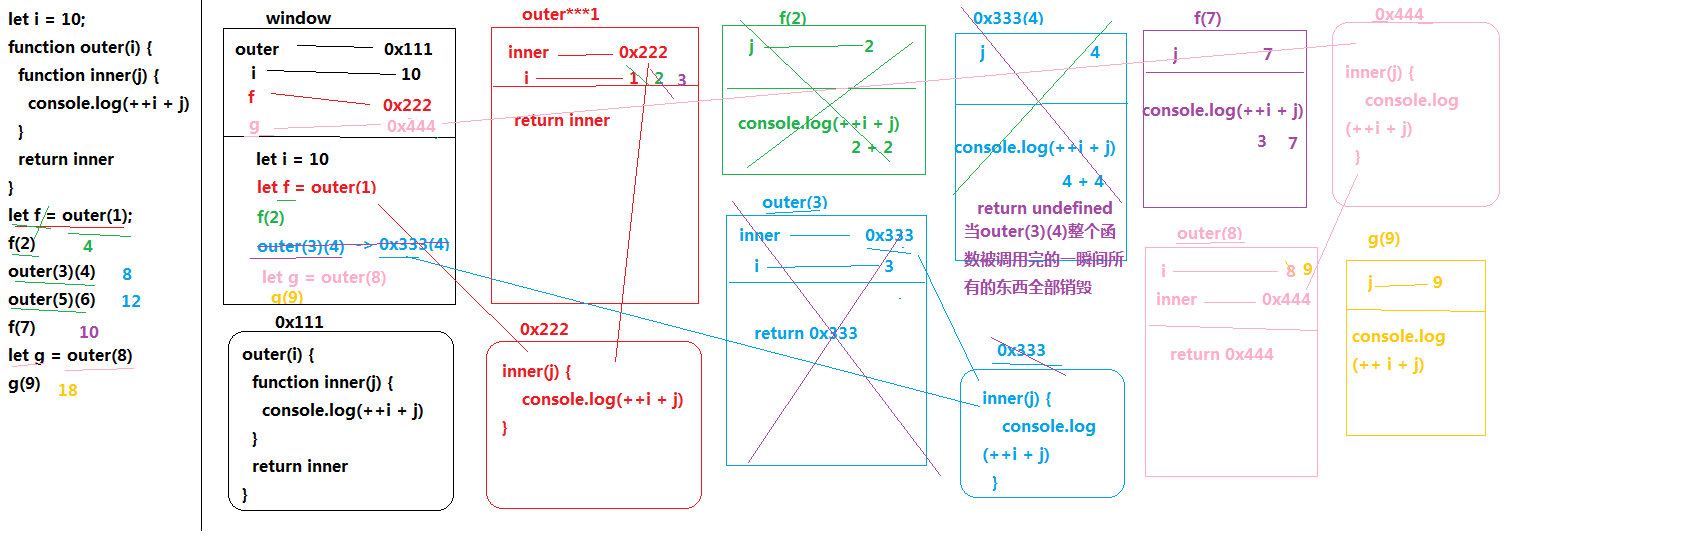 let i = 10;
function outer(i) {
function inner(j) {
console.log(++i + j)
}
return inner
}
let f = outer(1);
f(2)
4
outer(3)(4)
8
outer(5)(6)
12
f(7)
10
let g = outer(8)
g(9)
18
window
outer 0x111
i 10
f 0x222
g 0x444
let i = 10
let f = outer(1)
f(2)
outer(3)(4) -> 0x333(4)
let g = outer(8)
g(9)
0x111
outer(i) {
function inner(j) {
console.log(++i + j)
}
return inner
}
outer***1
inner 0x222
i 1 2 3
return inner
0x222
inner(j) {
console.log(++i + j)
}
f(2)
j 2
console.log(++i + j)
2 + 2
outer(3)
inner 0x333
i 3
return 0x333
0x333(4)
j 4
console.log(++i + j)
4 + 4
return undefined
当outer(3)(4)整个函
数被调用完的一瞬间所
有的东西全部销毁
0x333
inner(j) {
console.log
(++i + j)
}
f(7)
j 7
console.log(++i + j)
3 7
outer(8)
i 8 9
inner 0x444
return 0x444
0x444
inner(j) {
console.log
(++i + j)
}
g(9)
j 9
console.log
(++ i + j)